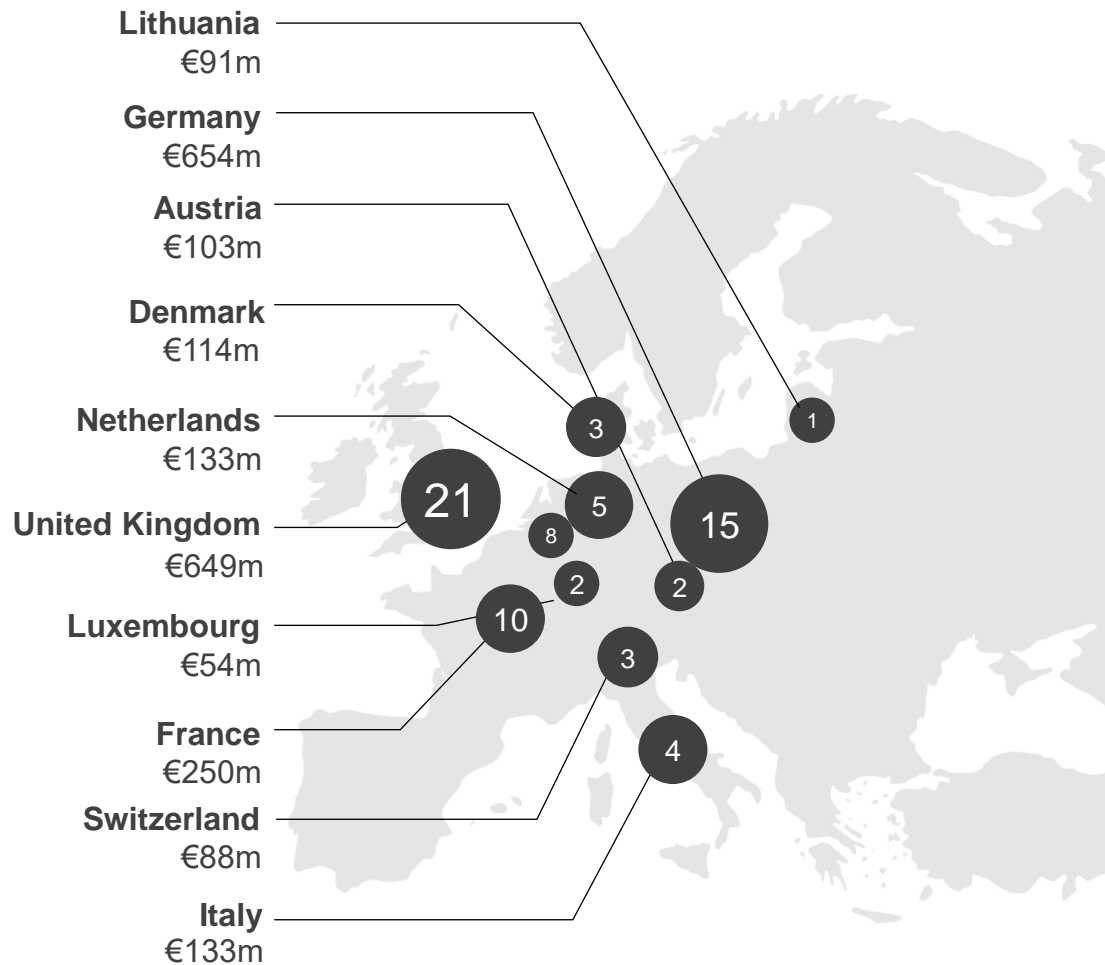 Lithuania
€91m
Germany
€654m
Austria
€103m
Denmark
€114m
Netherlands
€133m
United Kingdom
€649m
Luxembourg
€54m
France
€250m
Switzerland
€88m
Italy
€133m
3
1
21
5
15
8
2
2
10
3
4